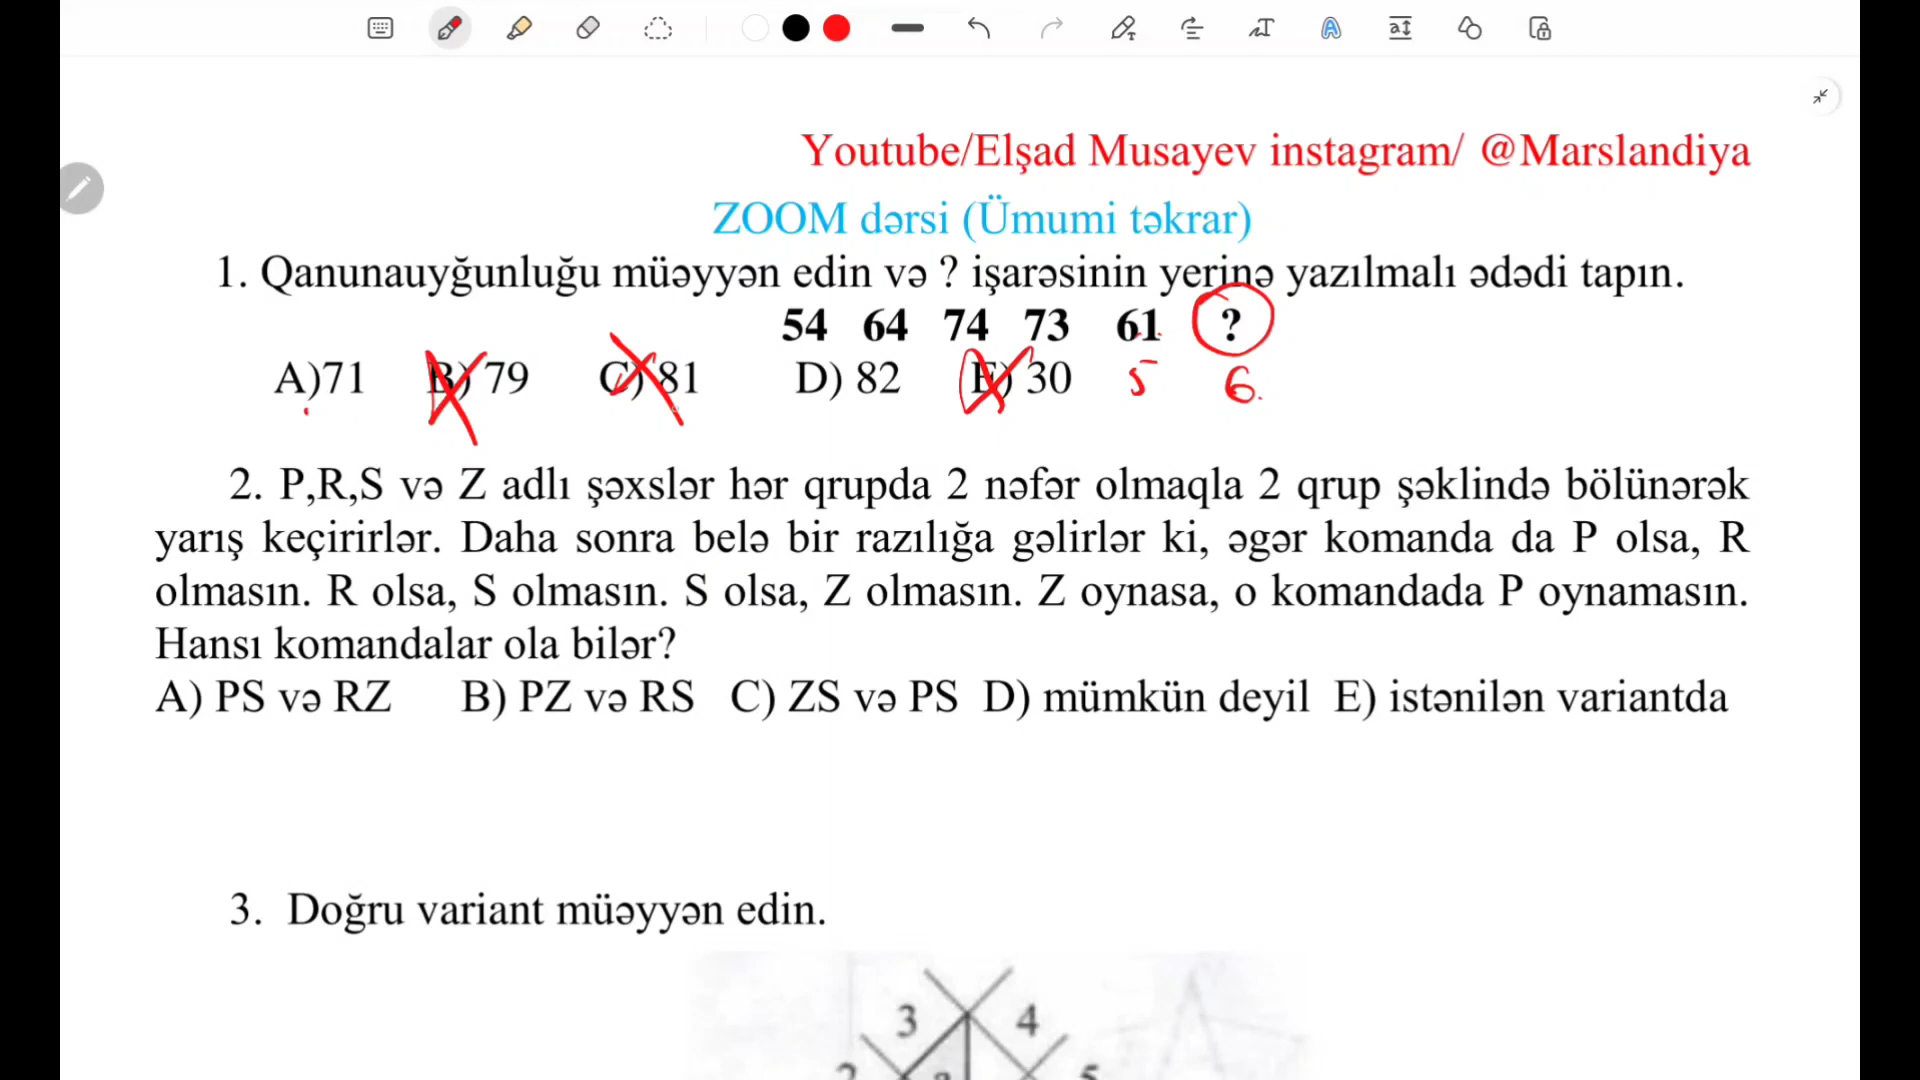 Youtube/Elşad Musayev instagram/ @Marslandiya
ZOOM dərsi (Ümumi təkrar)
1. Qanunauyğunluğu müəyyən edin və ? işarəsinin yerinə yazılmalı ədədi tapın.
54 64 74 73 61 ?
A)71 B) 79 C) 81 D) 82 E) 30 5 6.
2. P,R,S və Z adlı şəxslər hər qrupda 2 nəfər olmaqla 2 qrup şəklində bölünərək
yarış keçirirlər. Daha sonra belə bir razılığa gəlirlər ki, əgər komanda da P olsa, R
olmasın. R olsa, S olmasın. S olsa, Z olmasın. Z oynasa, o komandada P oynamasın.
Hansı komandalar ola bilər?
A) PS və RZ B) PZ və RS C) ZS və PS D) mümkün deyil E) istənilən variantda
3. Doğru variant müəyyən edin.
3 4